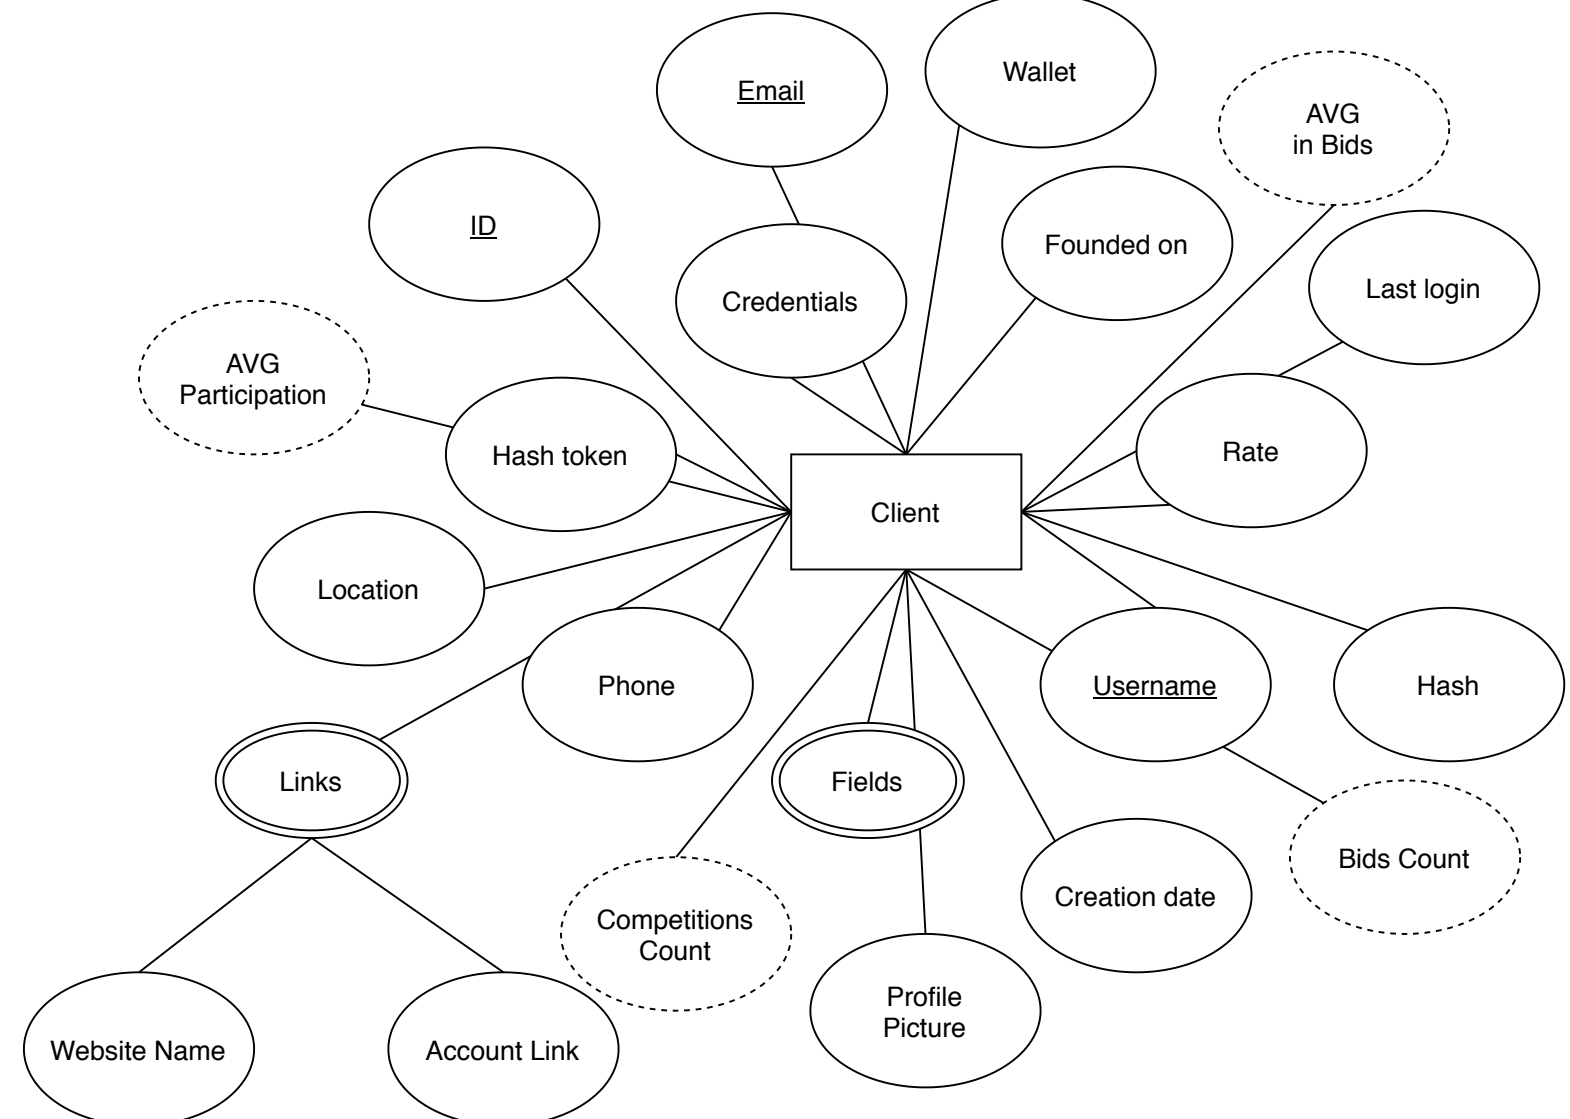 Wallet
Email
AVG
in Bids
ID
Founded on
Last login
Credentials
AVG
Participation
Hash token
Rate
Client
Location
Phone
Username
Hash
Links
Fields
Bids Count
Creation date
Competitions
Count
Profile
Picture
Website Name
Account Link